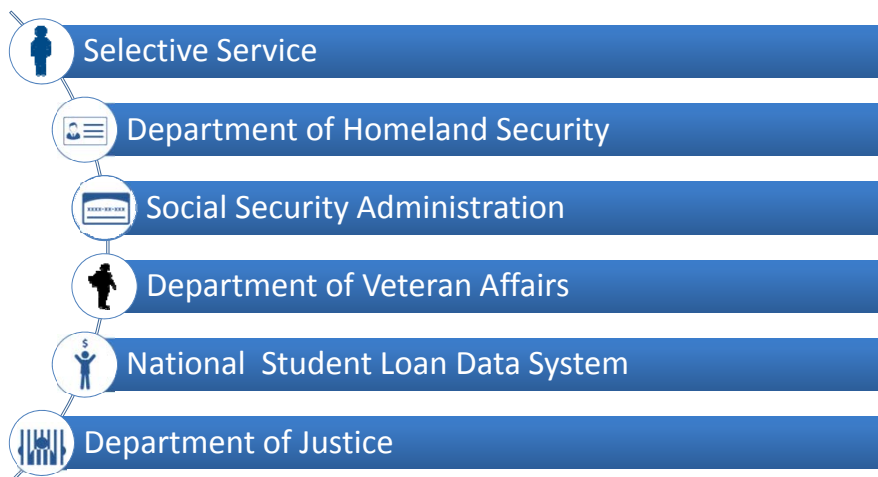 Selective Service
Department of Homeland Security
Social Security Administration
Department of Veteran Affairs
National  Student Loan Data System
$
Department of Justice